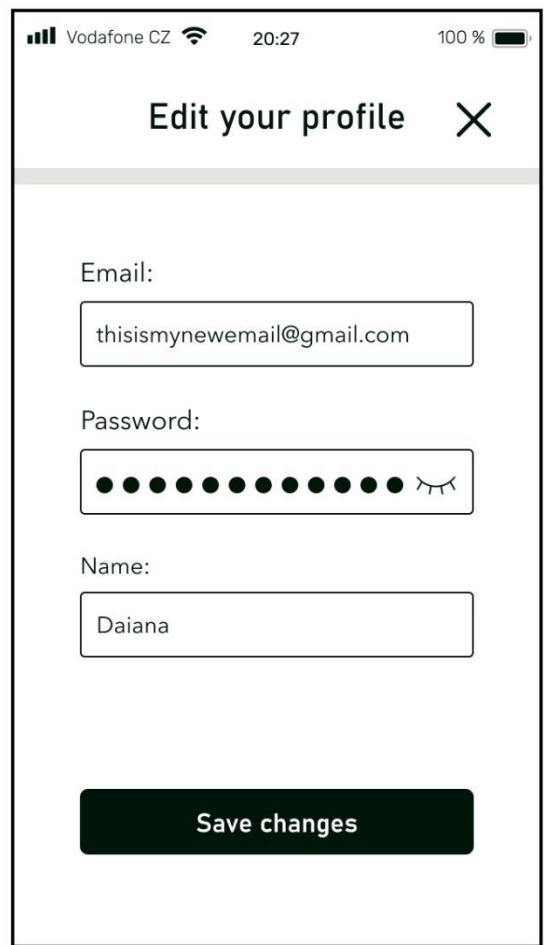 Vodafone CZ 20:27 100 %
Edit your profile
Email:
thisismynewemail@gmail.com
Password:
●●●●●●●●●●●●
Name:
Daiana
Save changes